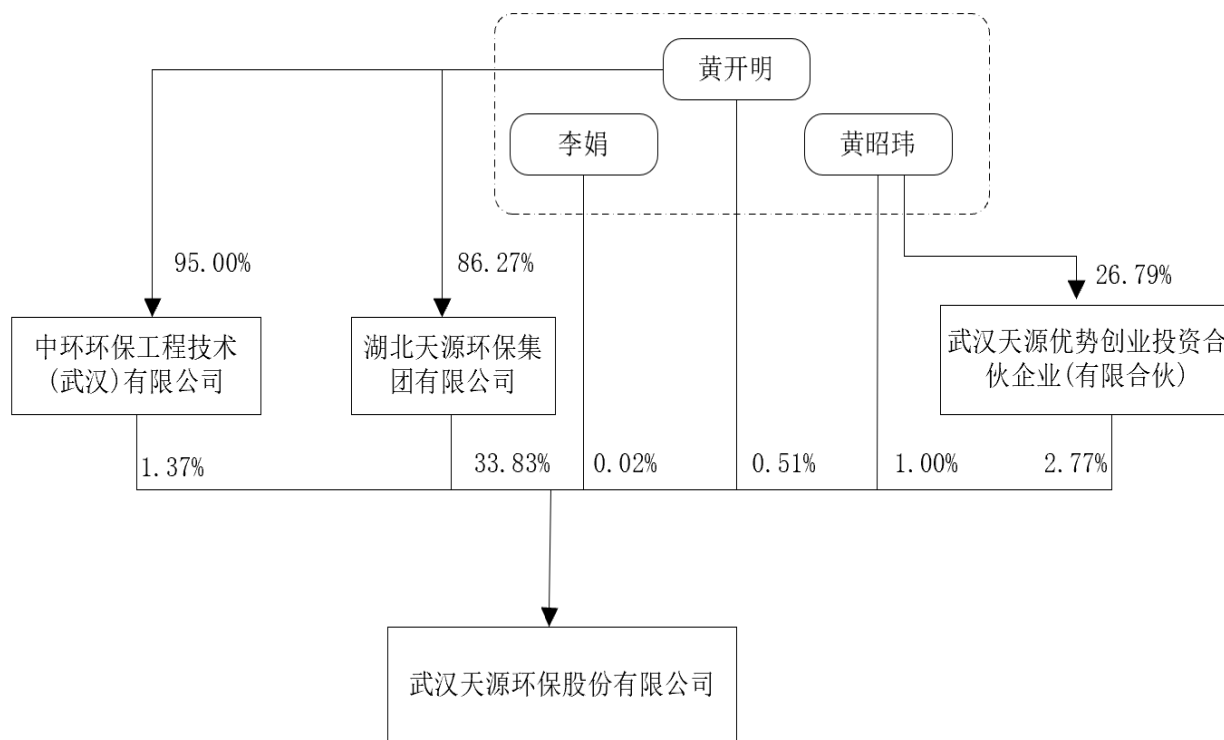 黄开明
李娟
黄昭玮
95.00%
86.27%
26.79%
中环环保工程技术
(武汉)有限公司
湖北天源环保集
团有限公司
武汉天源优势创业投资合
伙企业(有限合伙)
1.37%
33.83%
0.02%
0.51%
1.00%
2.77%
武汉天源环保股份有限公司